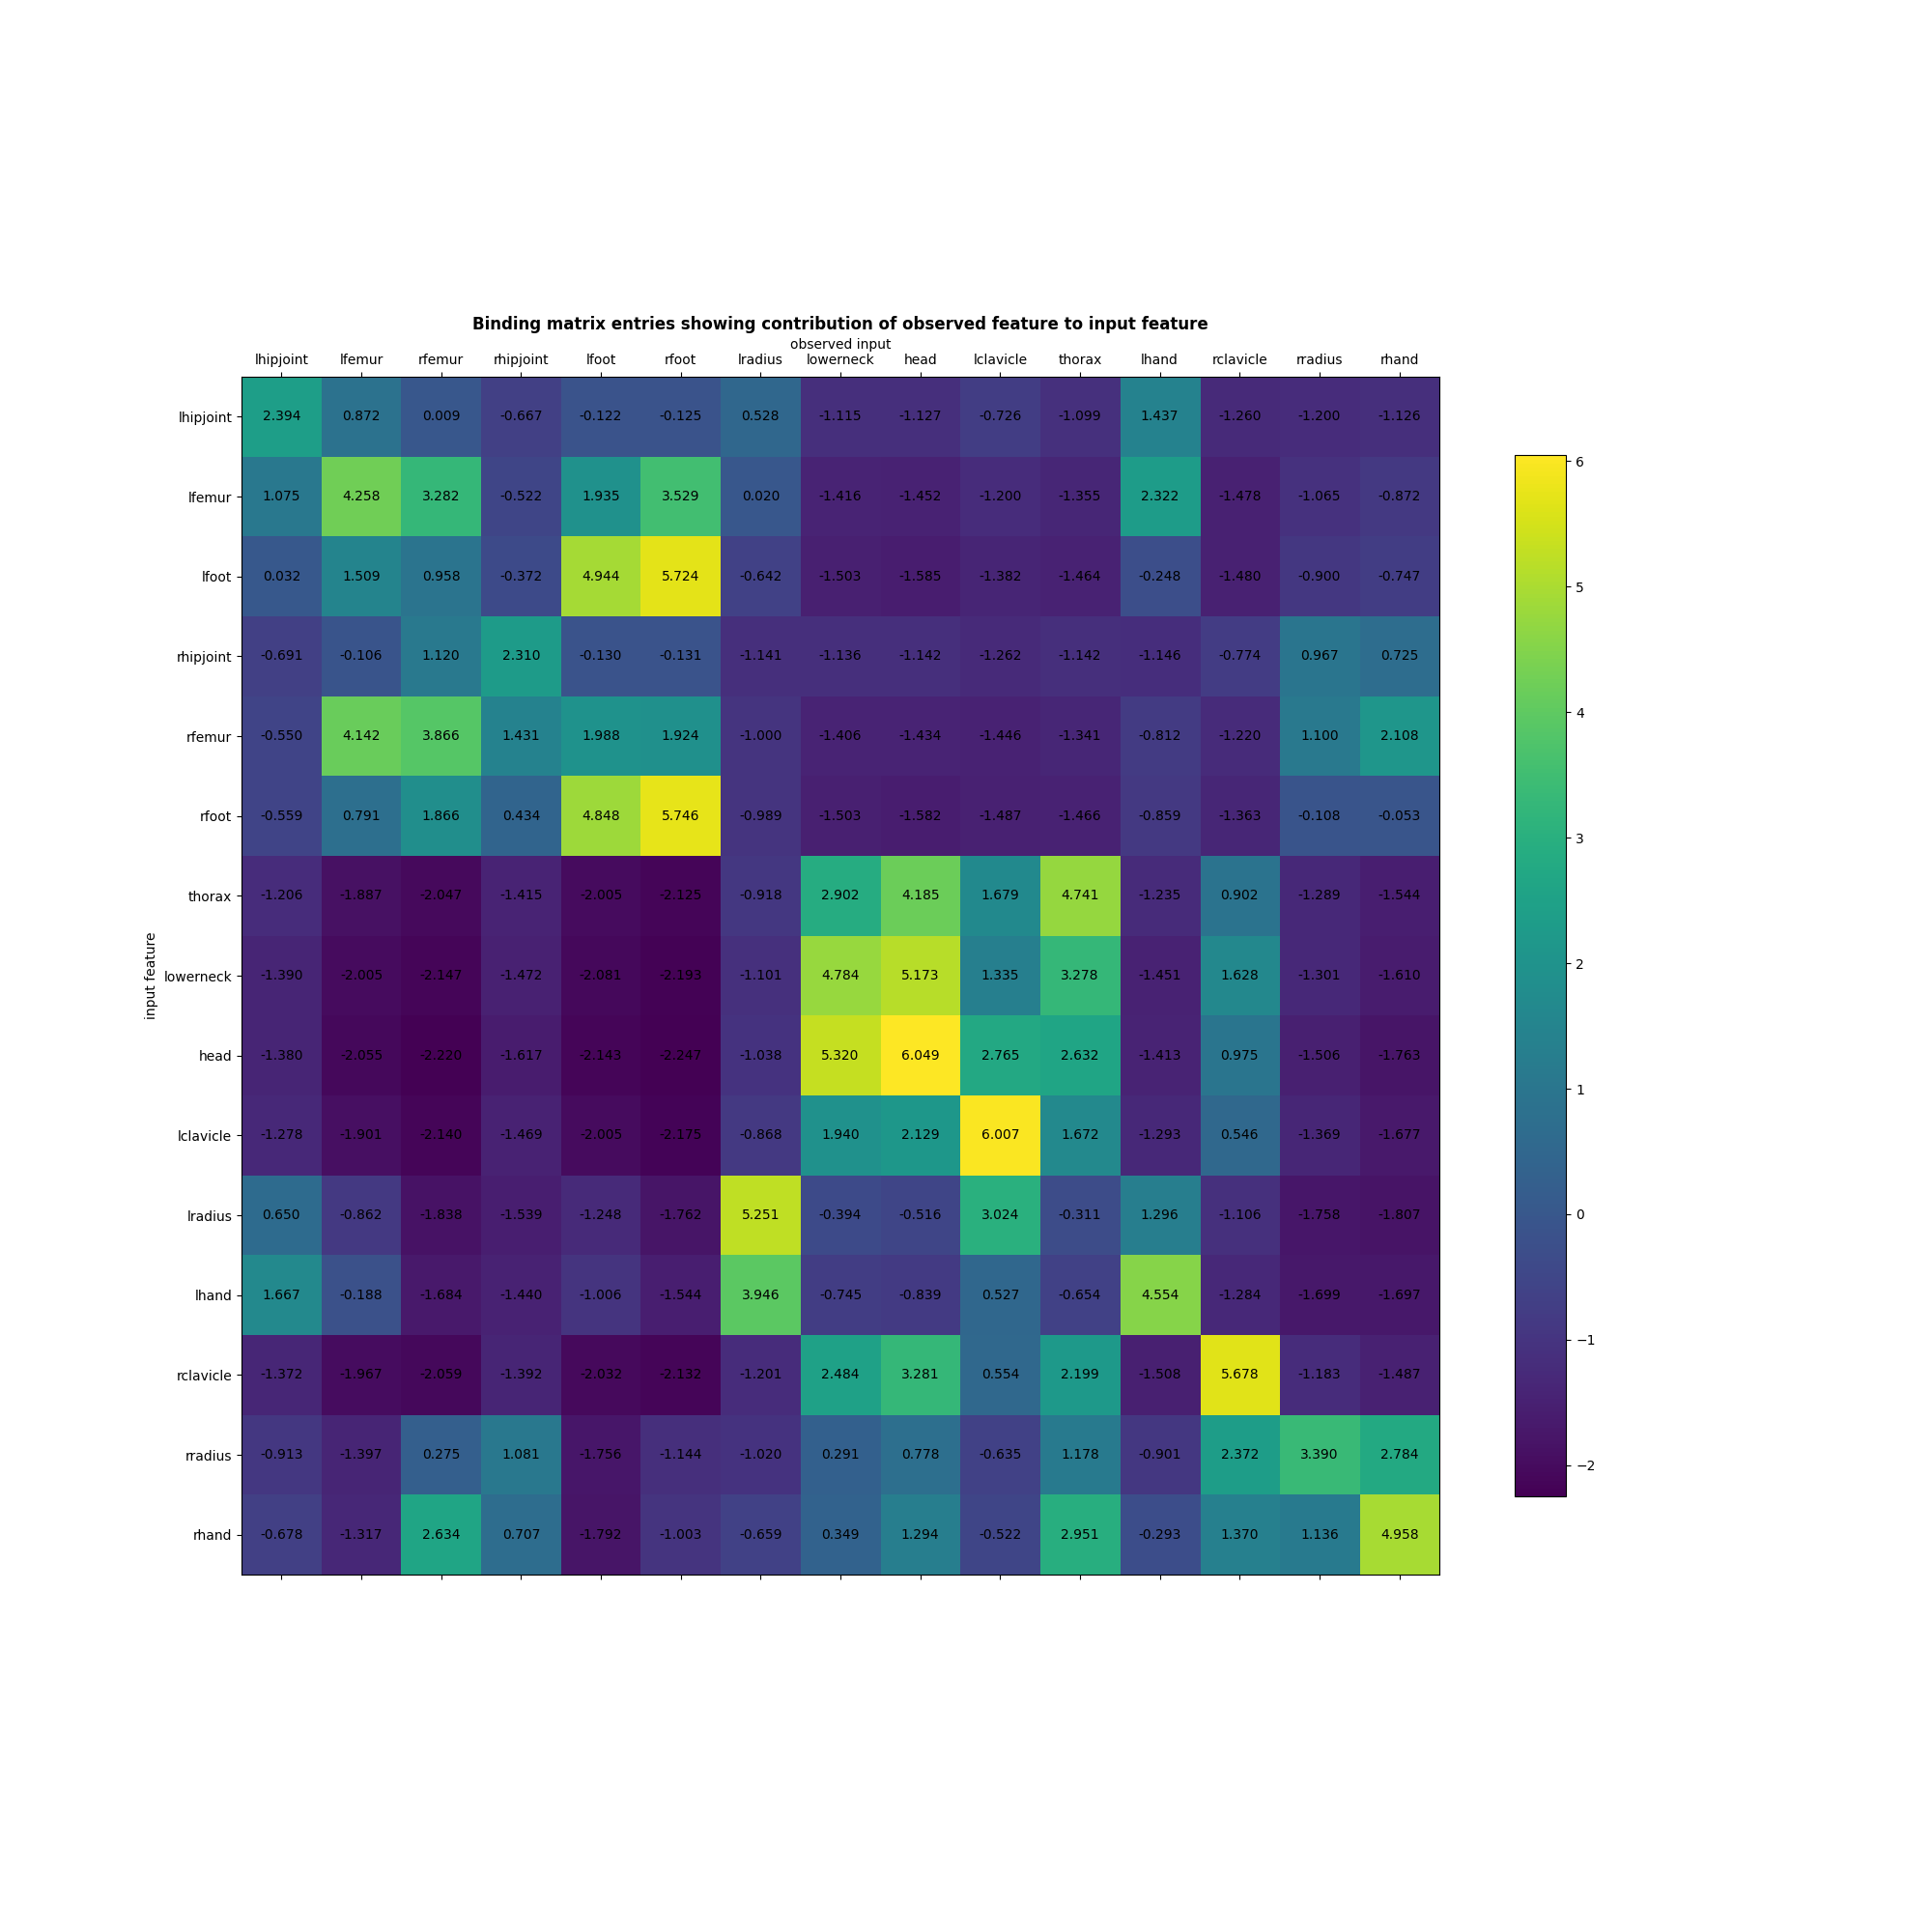 Binding matrix entries showing contribution of observed feature to input feature
observed input
lhipjoint lfemur rfemur rhipjoint lfoot rfoot lradius lowerneck head lclavicle thorax lhand rclavicle rradius rhand
lhipjoint 2.394 0.872 0.009 -0.667 -0.122 -0.125 0.528 -1.115 -1.127 -0.726 -1.099 1.437 -1.260 -1.200 -1.126
lfemur 1.075 4.258 3.282 -0.522 1.935 3.529 0.020 -1.416 -1.452 -1.200 -1.355 2.322 -1.478 -1.065 -0.872
lfoot 0.032 1.509 0.958 -0.372 4.944 5.724 -0.642 -1.503 -1.585 -1.382 -1.464 -0.248 -1.480 -0.900 -0.747
rhipjoint -0.691 -0.106 1.120 2.310 -0.130 -0.131 -1.141 -1.136 -1.142 -1.262 -1.142 -1.146 -0.774 0.967 0.725
rfemur -0.550 4.142 3.866 1.431 1.988 1.924 -1.000 -1.406 -1.434 -1.446 -1.341 -0.812 -1.220 1.100 2.108
rfoot -0.559 0.791 1.866 0.434 4.848 5.746 -0.989 -1.503 -1.582 -1.487 -1.466 -0.859 -1.363 -0.108 -0.053
thorax -1.206 -1.887 -2.047 -1.415 -2.005 -2.125 -0.918 2.902 4.185 1.679 4.741 -1.235 0.902 -1.289 -1.544
lowerneck -1.390 -2.005 -2.147 -1.472 -2.081 -2.193 -1.101 4.784 5.173 1.335 3.278 -1.451 1.628 -1.301 -1.610
head -1.380 -2.055 -2.220 -1.617 -2.143 -2.247 -1.038 5.320 6.049 2.765 2.632 -1.413 0.975 -1.506 -1.763
lclavicle -1.278 -1.901 -2.140 -1.469 -2.005 -2.175 -0.868 1.940 2.129 6.007 1.672 -1.293 0.546 -1.369 -1.677
lradius 0.650 -0.862 -1.838 -1.539 -1.248 -1.762 5.251 -0.394 -0.516 3.024 -0.311 1.296 -1.106 -1.758 -1.807
lhand 1.667 -0.188 -1.684 -1.440 -1.006 -1.544 3.946 -0.745 -0.839 0.527 -0.654 4.554 -1.284 -1.699 -1.697
rclavicle -1.372 -1.967 -2.059 -1.392 -2.032 -2.132 -1.201 2.484 3.281 0.554 2.199 -1.508 5.678 -1.183 -1.487
rradius -0.913 -1.397 0.275 1.081 -1.756 -1.144 -1.020 0.291 0.778 -0.635 1.178 -0.901 2.372 3.390 2.784
rhand -0.678 -1.317 2.634 0.707 -1.792 -1.003 -0.659 0.349 1.294 -0.522 2.951 -0.293 1.370 1.136 4.958
input feature
6
5
4
3
2
1
0
−1
−2